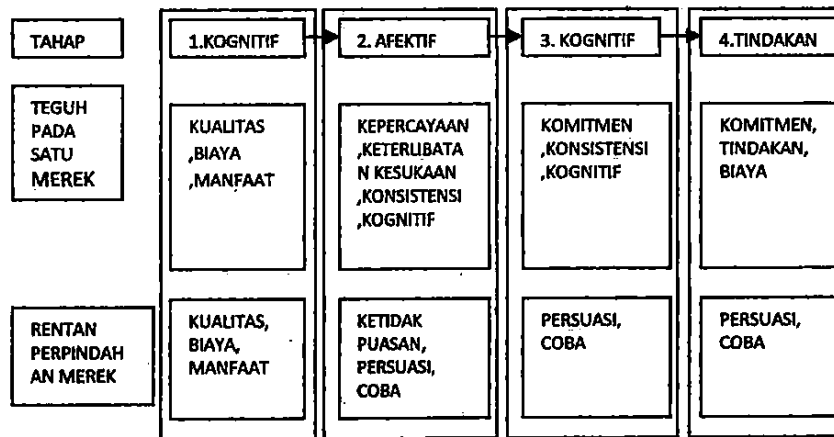 TAHAP
1.KOGNITIF
2. AFEKTIF
3. KOGNITIF
4.TINDAKAN
TEGUH
PADA
SATU
MEREK
KUALITAS
,BIAYA
,MANFAAT
KEPERCAYAAN
,KETERLIBATA
N KESUKAAN
,KONSISTENSI
,KOGNITIF
KOMITMEN
,KONSISTENSI
,KOGNITIF
KOMITMEN,
TINDAKAN,
BIAYA
RENTAN
PERPINDAH
AN MEREK
KUALITAS,
BIAYA,
MANFAAT
KETIDAK
PUASAN,
PERSUASI,
COBA
PERSUASI,
COBA
PERSUASI,
COBA